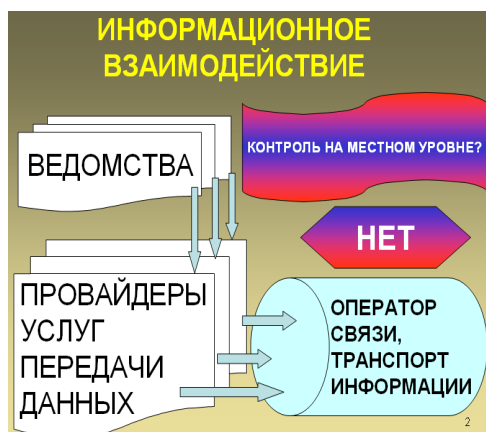 ИНФОРМАЦИОННОЕ
ВЗАИМОДЕЙСТВИЕ
ВЕДОМСТВА
КОНТРОЛЬ НА МЕСТНОМ УРОВНЕ?
НЕТ
ПРОВАЙДЕРЫ
УСЛУГ
ПЕРЕДАЧИ
ДАННЫХ
ОПЕРАТОР
СВЯЗИ,
ТРАНСПОРТ
ИНФОРМАЦИИ
2